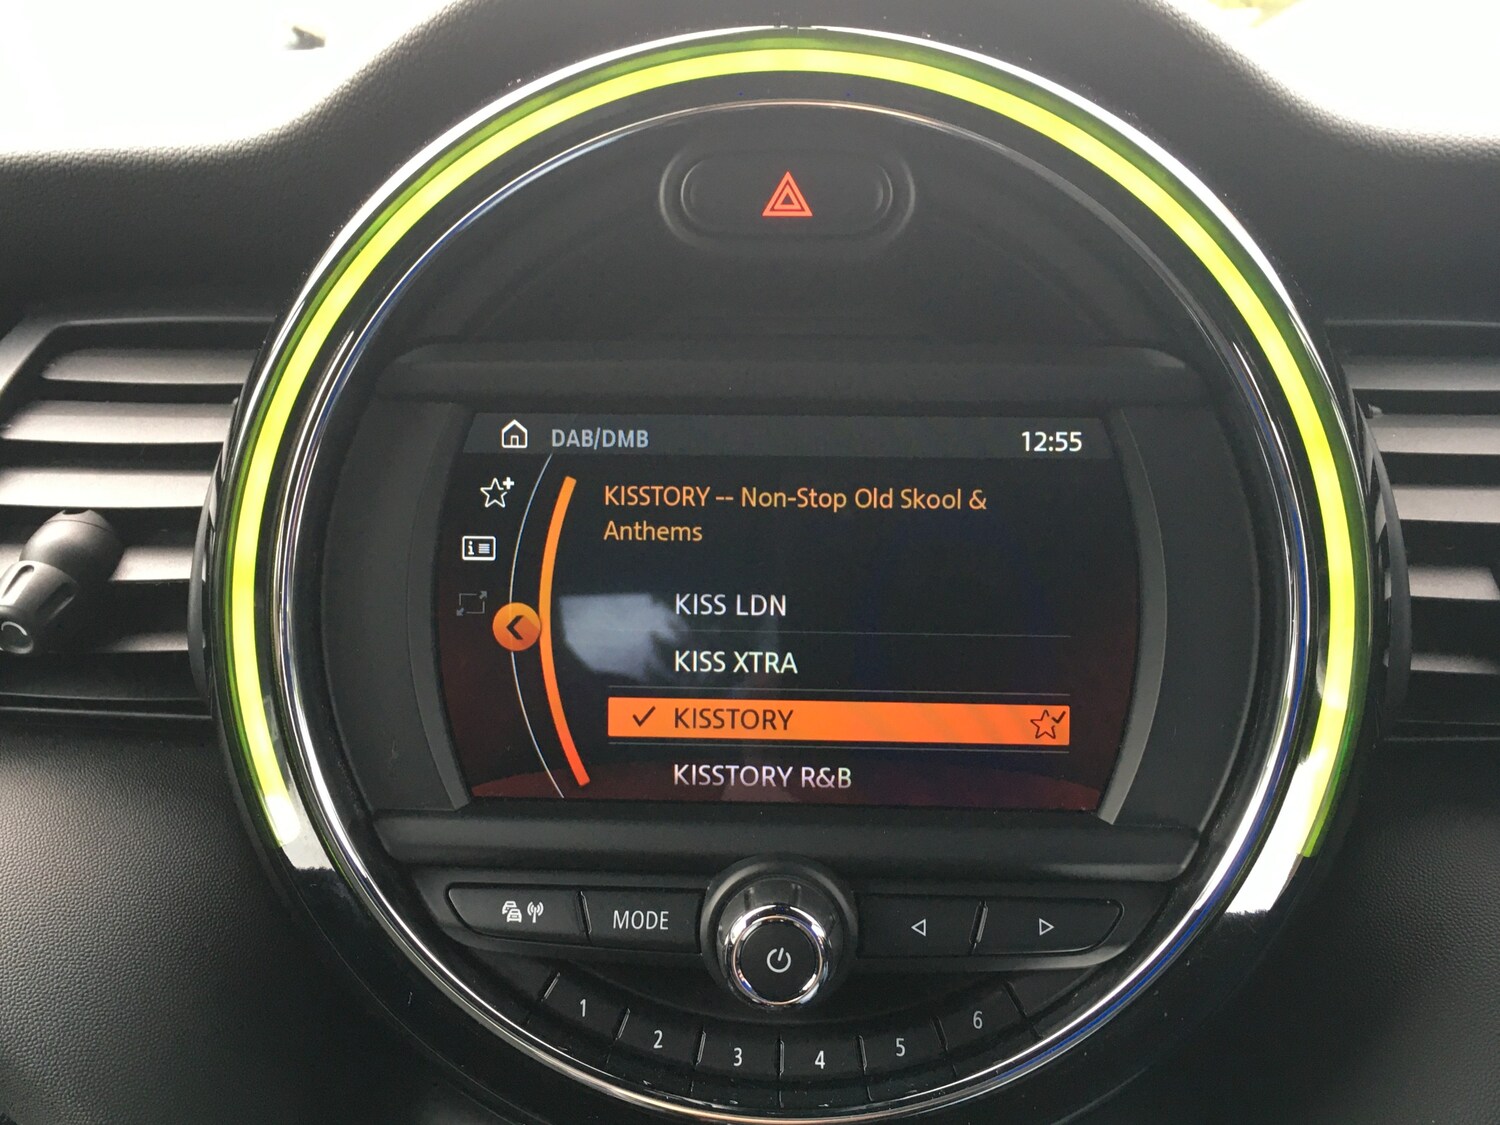 DAB/DMB 12:55
KISSTORY -- Non-Stop Old Skool &
Anthems
KISS LDN
KISS XTRA
KISSTORY
KISSTORY R&B
MODE
1 2 3 4 5 6